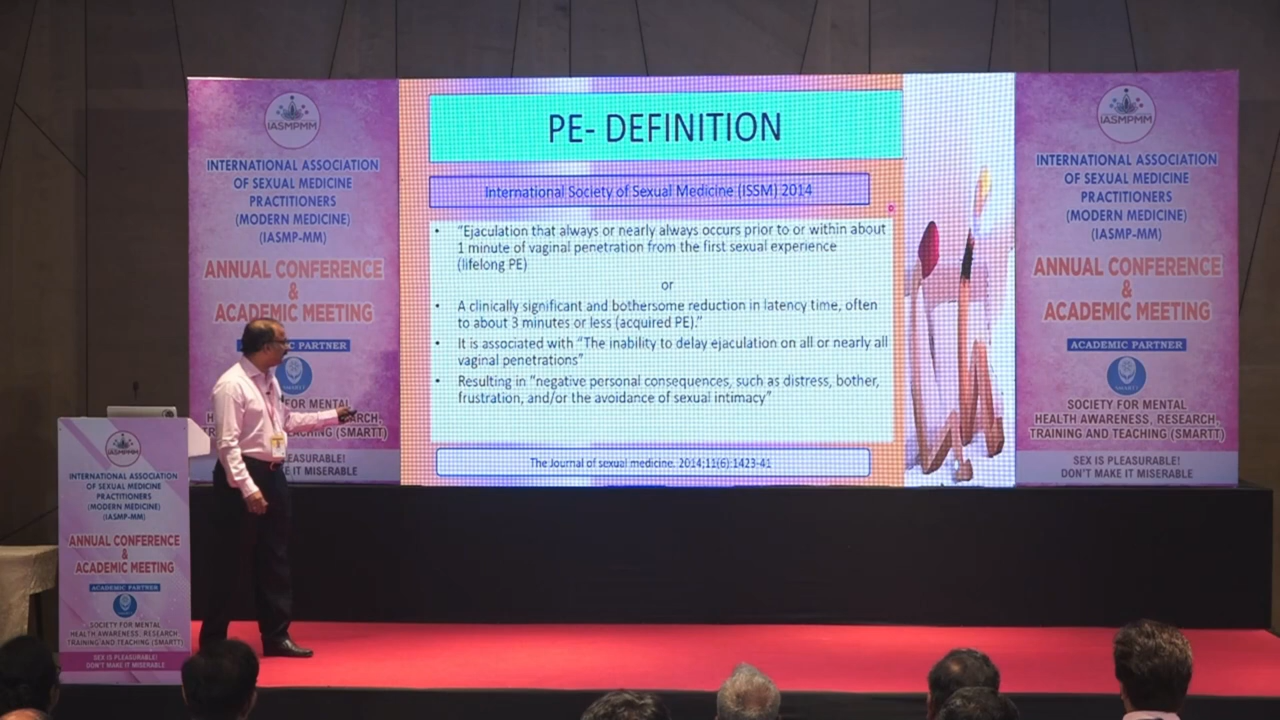 IASMPMM
INTERNATIONAL ASSOCIATION
OF SEXUAL MEDICINE
PRACTITIONERS
(MODERN MEDICINE)
(IASMP-MM)
ANNUAL CONFERENCE
&
ACADEMIC MEETING
PARTNER
SMARTT
FOR MENTAL
TEACHING (SMARTT)
IT MISERABLE
PE- DEFINITION
International Society of Sexual Medicine (ISSM) 2014
• "Ejaculation that always or nearly always occurs prior to or within about
1 minute of vaginal penetration from the first sexual experience
(lifelong PE)
or
• A clinically significant and bothersome reduction in latency time, often
to about 3 minutes or less (acquired PE)."
• It is associated with "The inability to delay ejaculation on all or nearly all
vaginal penetrations"
• Resulting in "negative personal consequences, such as distress, bother,
frustration, and/or the avoidance of sexual intimacy"
The Journal of sexual medicine. 2014;11(6):1423-41
IASMPMM
INTERNATIONAL ASSOCIATION
OF SEXUAL MEDICINE
PRACTITIONERS
(MODERN MEDICINE)
(IASMP-MM)
ANNUAL CONFERENCE
&
ACADEMIC MEETING
ACADEMIC PARTNER
SMARTT
SOCIETY FOR MENTAL
HEALTH AWARENESS, RESEARCH,
TRAINING AND TEACHING (SMARTT)
SEX IS PLEASURABLE!
DON'T MAKE IT MISERABLE
IASMPMM
INTERNATIONAL ASSOCIATION
OF SEXUAL MEDICINE
PRACTITIONERS
(MODERN MEDICINE)
(IASMP-MM)
ANNUAL CONFERENCE
&
ACADEMIC MEETING
ACADEMIC PARTNER
SOCIETY FOR MENTAL
HEALTH AWARENESS, RESEARCH,
TRAINING AND TEACHING (SMARTT)
SEX IS PLEASURABLE!
DON'T MAKE IT MISERABLE